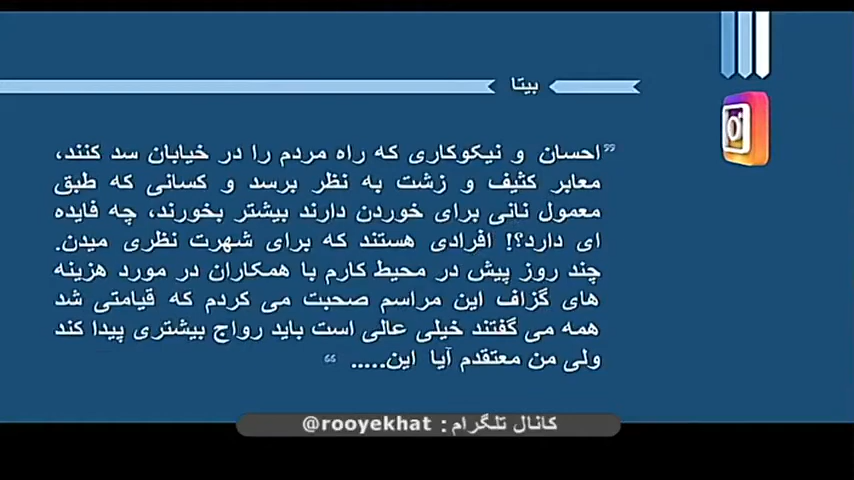 بیتا
"احسان و نیکوکاری که راه مردم را در خیابان سد کنند،
معابر کثیف و زشت به نظر برسد و کسانی که طبق
معمول نانی برای خوردن دارند بیشتر بخورند، چه فایده
ای دارد؟! افرادی هستند که برای شهرت نظری میدن.
چند روز پیش در محیط کارم با همکاران در مورد هزینه
های گزاف این مراسم صحبت می کردم که قیامتی شد
همه می گفتند خیلی عالی است باید رواج بیشتری پیدا کند
ولی من معتقدم آیا این..... "
کانال تلگرام : @rooyekhat